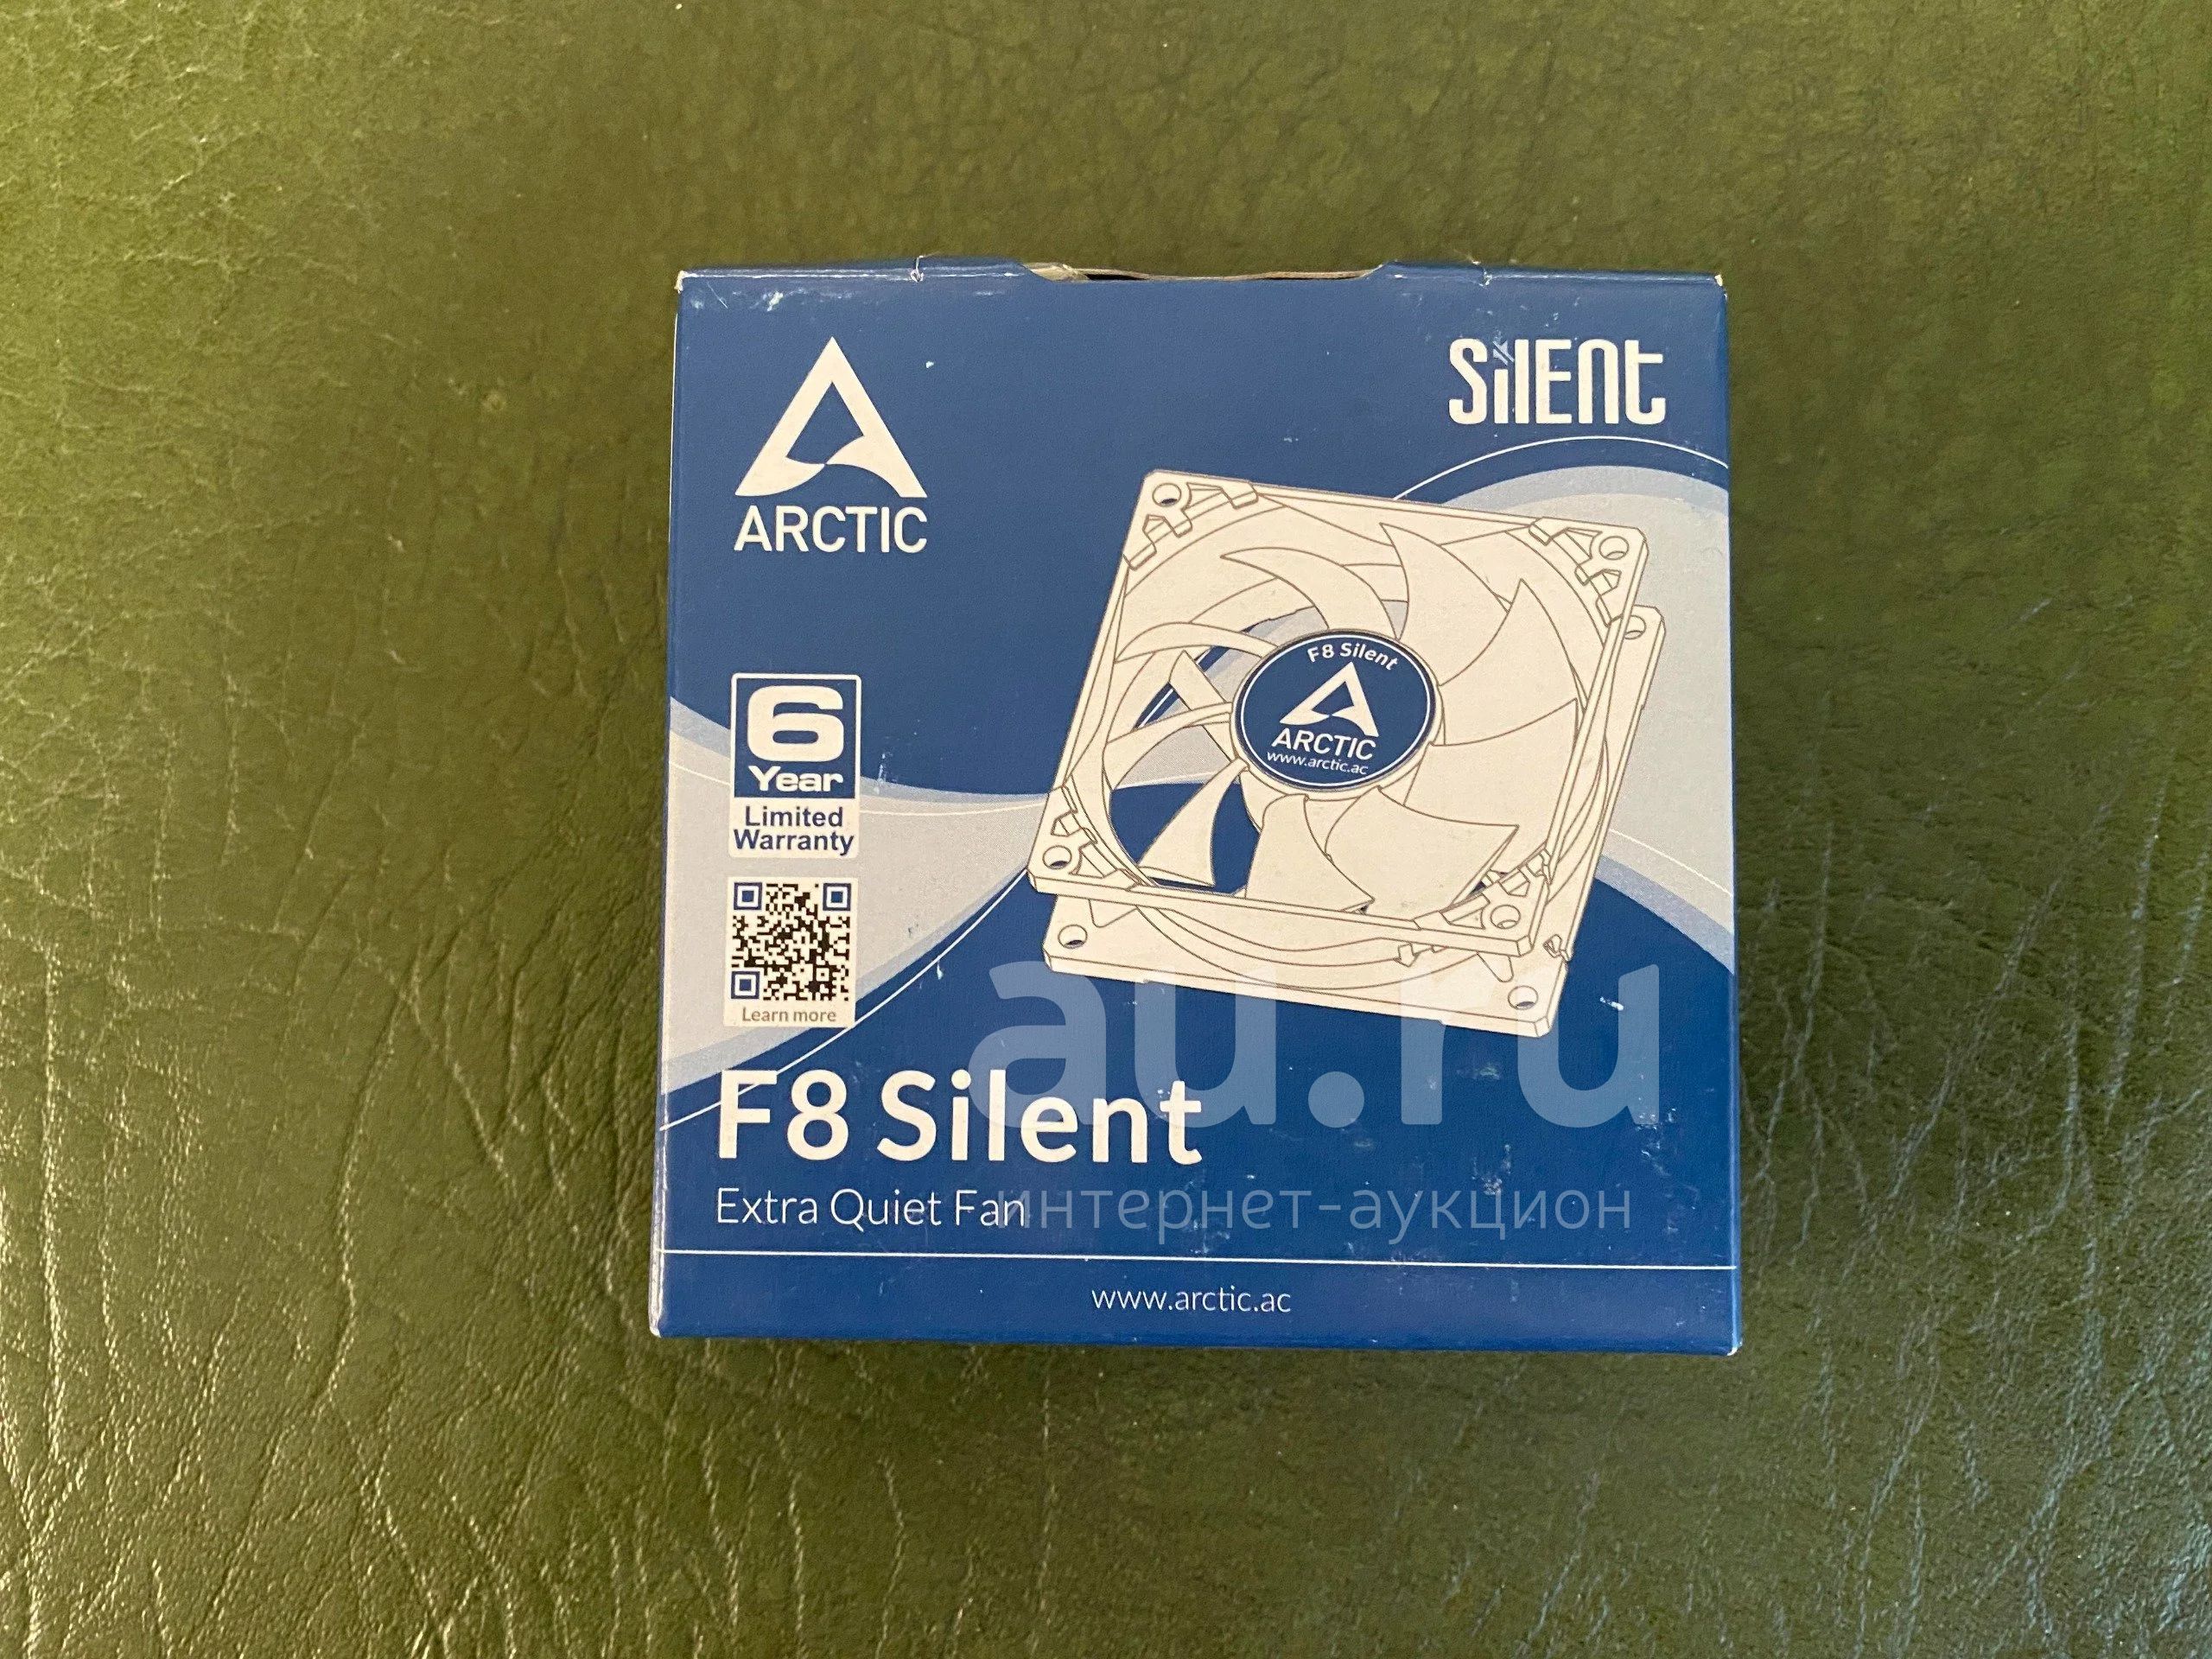 ARCTIC
SilENt
F8 Silent
ARCTIC
www.arctic.ac
6
Year
Limited
Warranty
Learn more
au.ru
F8 Silent
Extra Quiet Fan
интернет-аукцион
www.arctic.ac